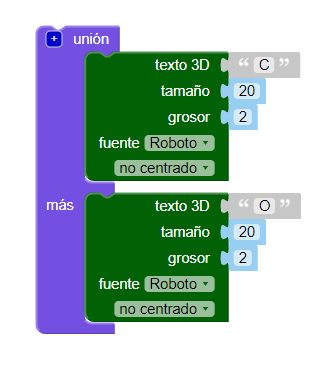 + unión
texto 3D “ C ”
tamaño 20
grosor 2
fuente Roboto
no centrado
más texto 3D “ O ”
tamaño 20
grosor 2
fuente Roboto
no centrado